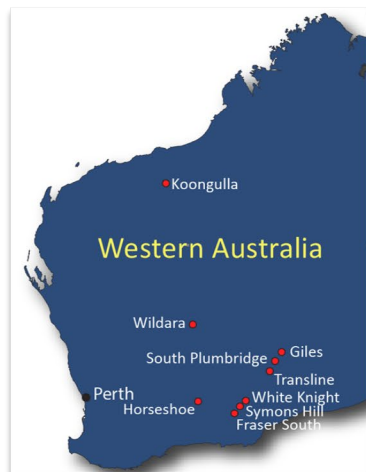 Koongulla
Western Australia
Wildara
Giles
South Plumbridge
Transline
Perth
White Knight
Horseshoe
Symons Hill
Fraser South